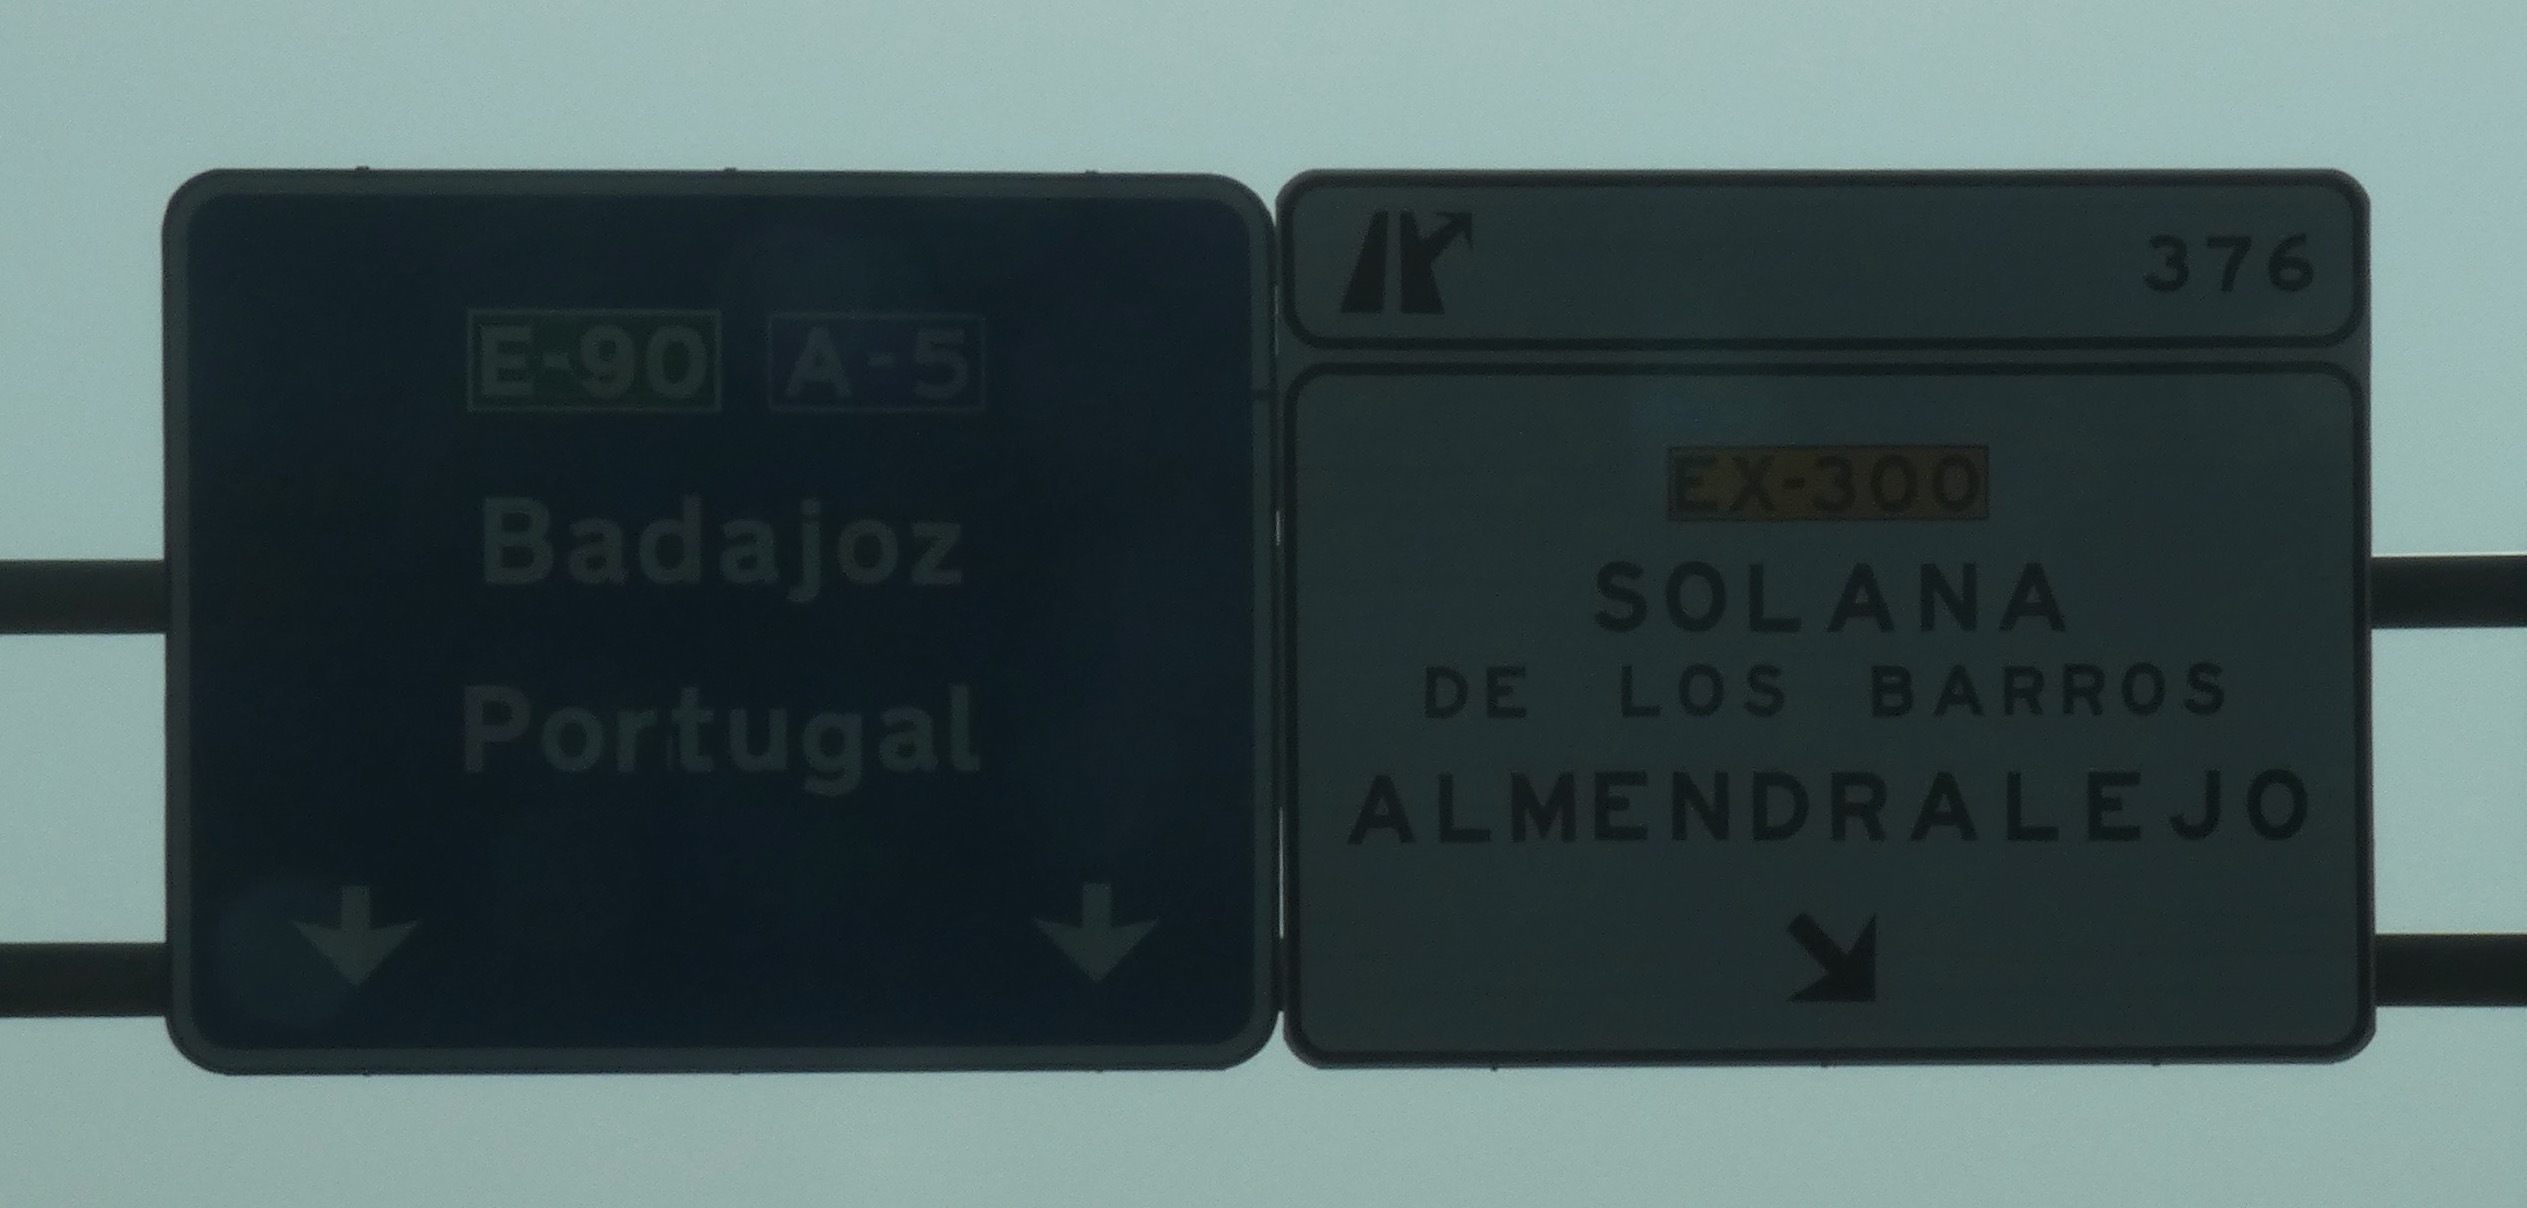 E-90 A-5
Badajoz
Portugal
376
EX-300
SOLANA
DE LOS BARROS
ALMENDRALEJO